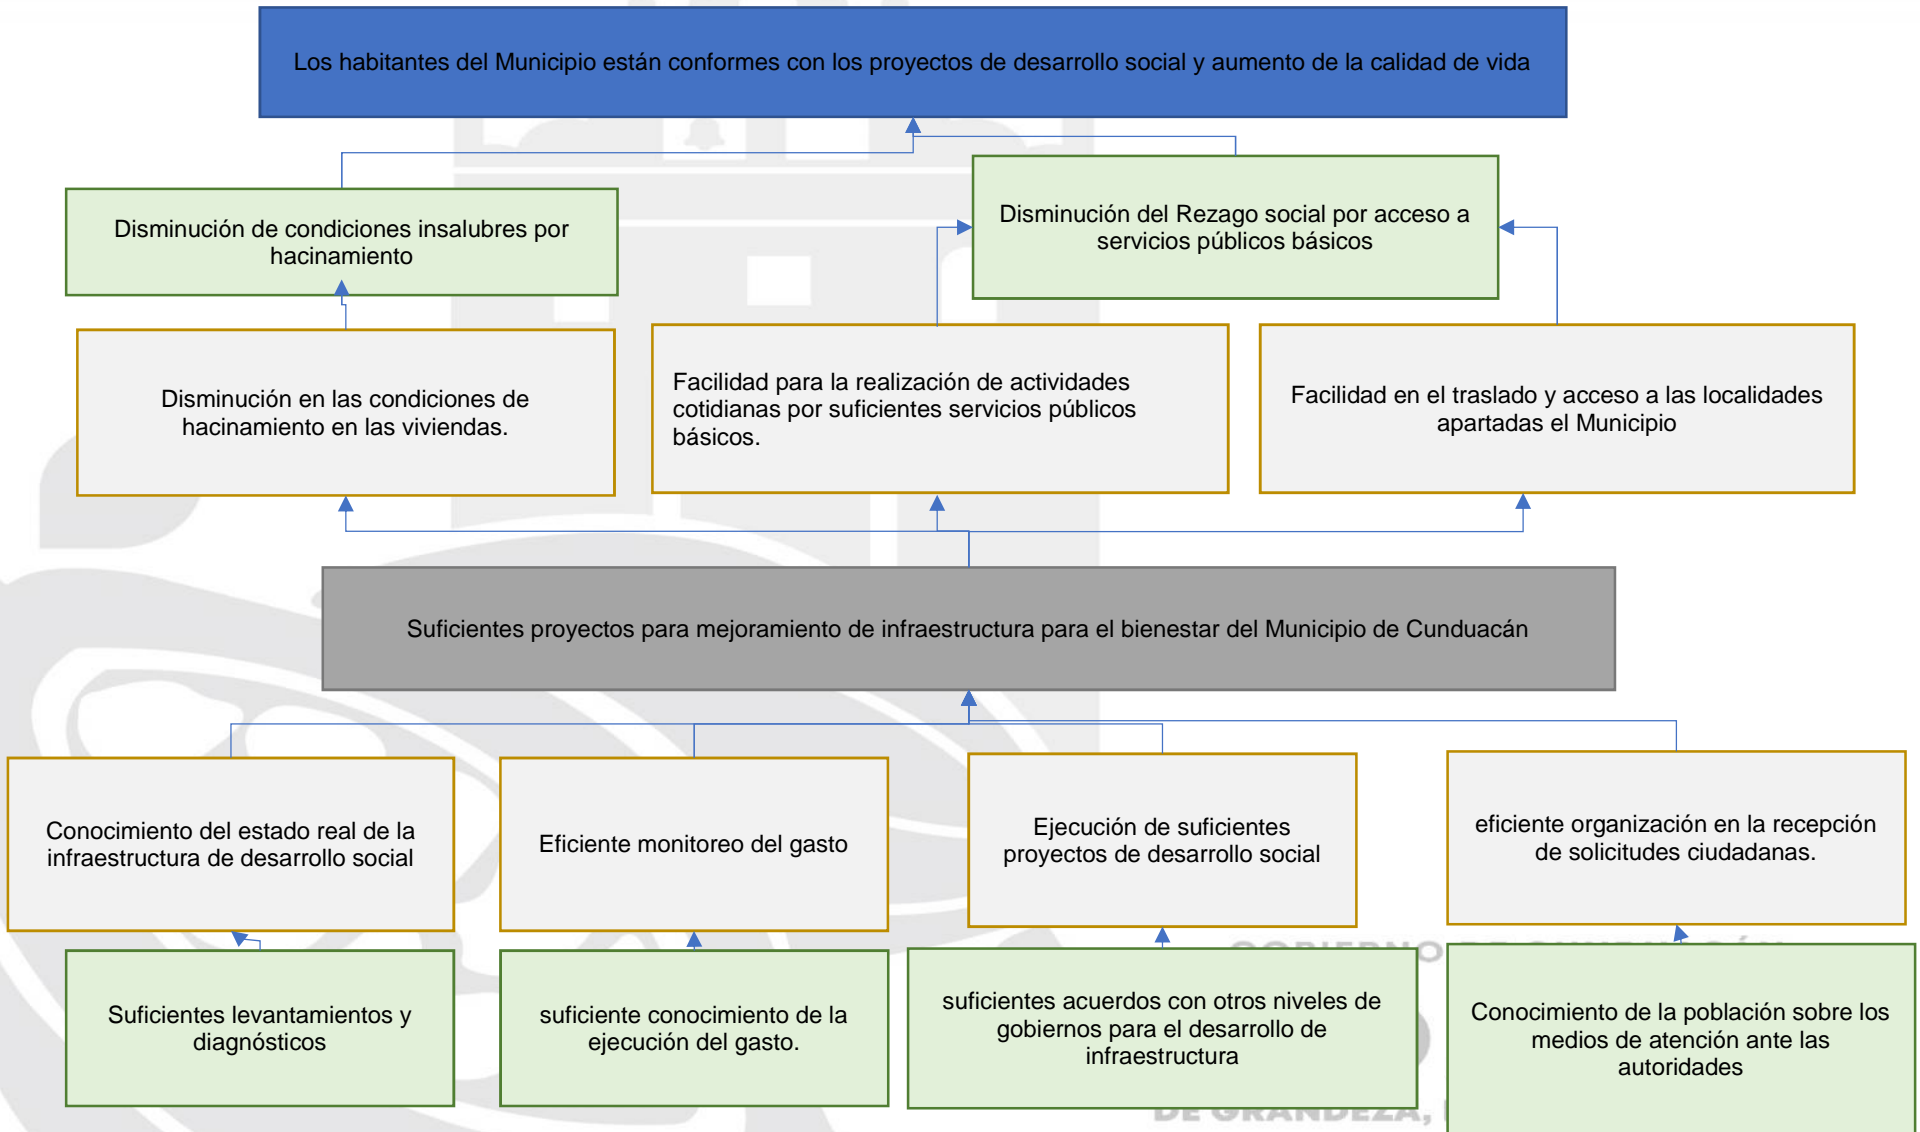 Los habitantes del Municipio están conformes con los proyectos de desarrollo social y aumento de la calidad de vida
Disminución de condiciones insalubres por
hacinamiento
Disminución del Rezago social por acceso a
servicios públicos básicos
Disminución en las condiciones de
hacinamiento en las viviendas.
Facilidad para la realización de actividades
cotidianas por suficientes servicios públicos
básicos.
Facilidad en el traslado y acceso a las localidades
apartadas el Municipio
Suficientes proyectos para mejoramiento de infraestructura para el bienestar del Municipio de Cunduacán
Conocimiento del estado real de la
infraestructura de desarrollo social
Eficiente monitoreo del gasto
Ejecución de suficientes
proyectos de desarrollo social
eficiente organización en la recepción
de solicitudes ciudadanas.
Suficientes levantamientos y
diagnósticos
suficiente conocimiento de la
ejecución del gasto.
suficientes acuerdos con otros niveles de
gobiernos para el desarrollo de
infraestructura
Conocimiento de la población sobre los
medios de atención ante las
autoridades
DE GRANDEZA,